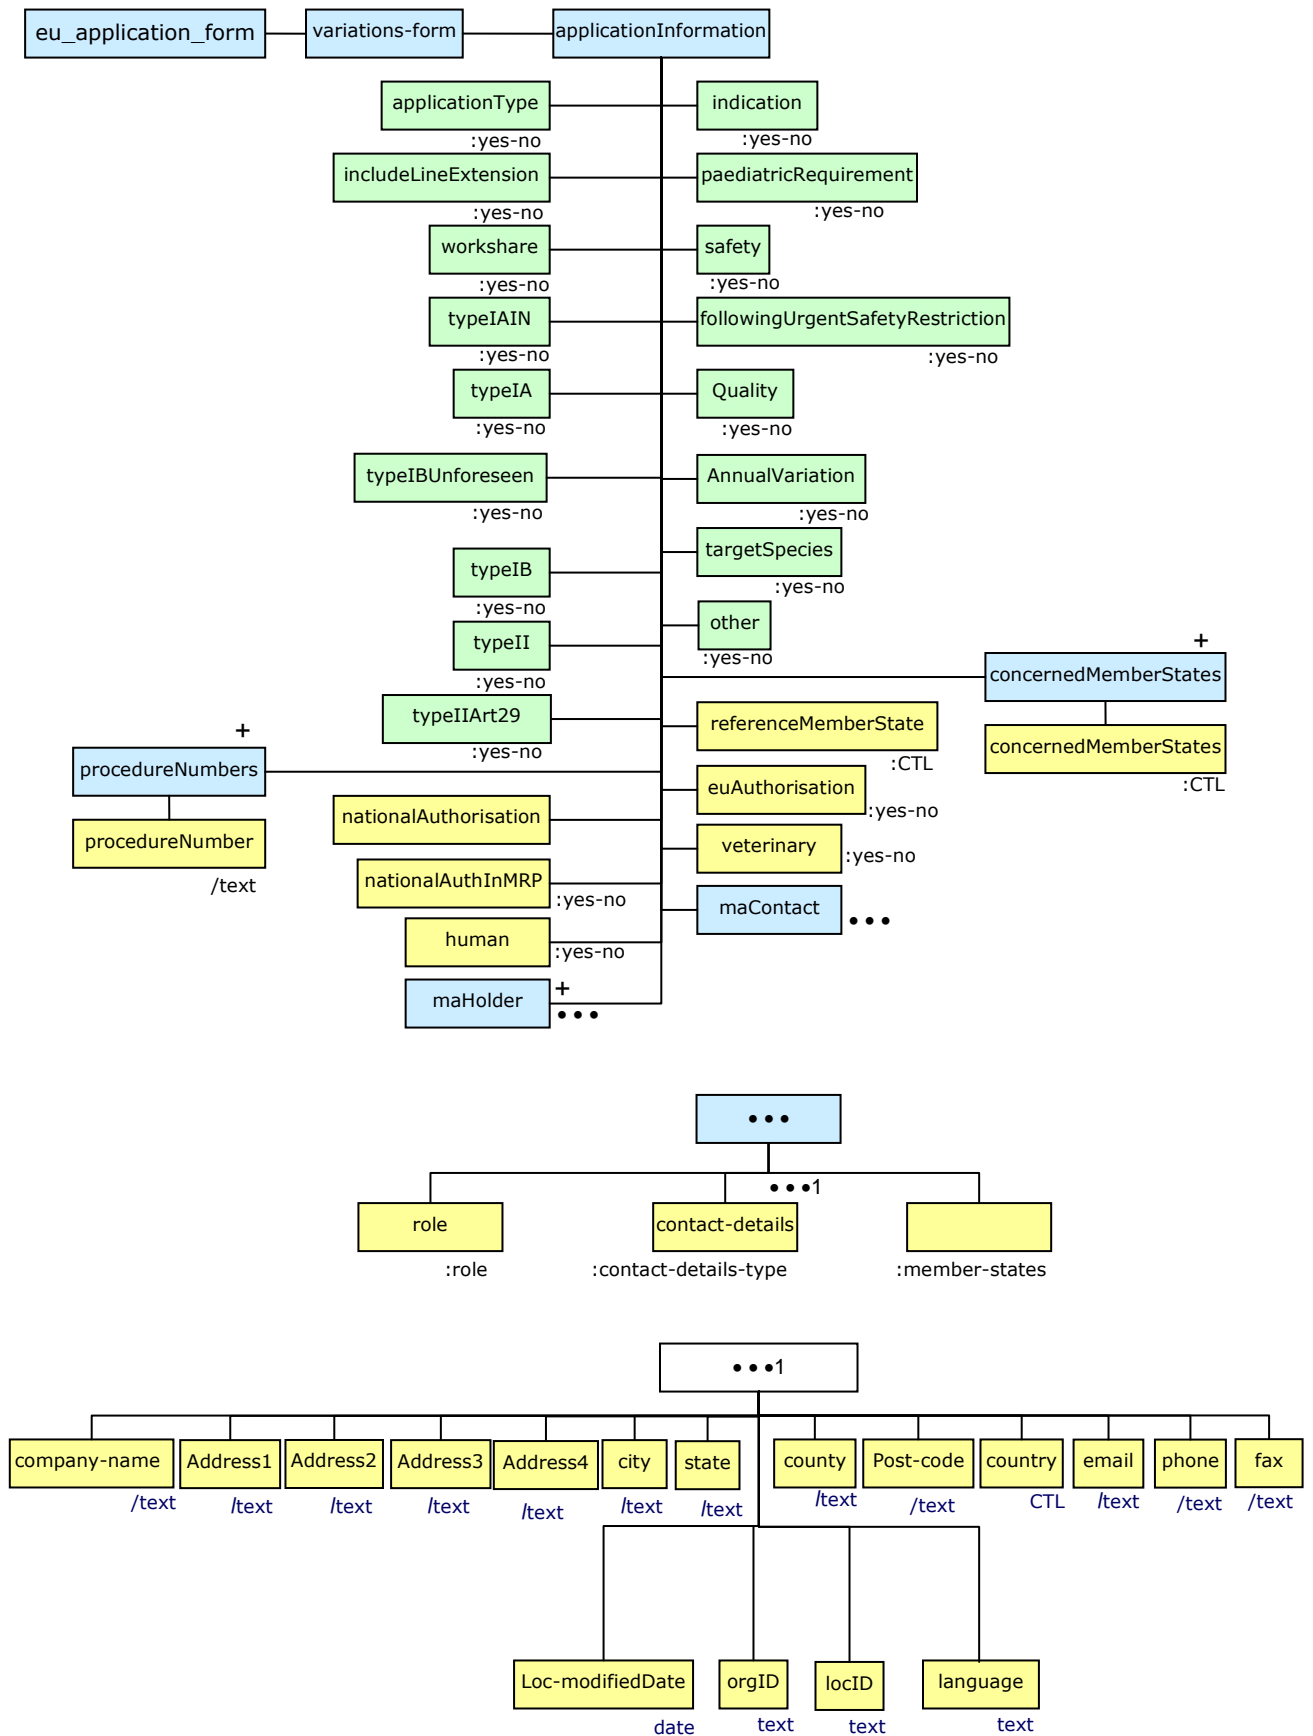 eu_application_form
variations-form
applicationInformation
applicationType
:yes-no
indication
:yes-no
includeLineExtension
:yes-no
paediatricRequirement
:yes-no
workshare
:yes-no
safety
:yes-no
typeIAIN
:yes-no
followingUrgentSafetyRestriction
:yes-no
typeIA
:yes-no
Quality
:yes-no
typeIBUnforeseen
:yes-no
AnnualVariation
:yes-no
typeIB
:yes-no
targetSpecies
:yes-no
typeII
:yes-no
other
:yes-no
+
concernedMemberStates
concernedMemberStates
:CTL
typeIIArt29
:yes-no
referenceMemberState
:CTL
+
procedureNumbers
procedureNumber
/text
euAuthorisation
:yes-no
nationalAuthorisation
veterinary
:yes-no
nationalAuthInMRP
:yes-no
maContact
•••
human
:yes-no
maHolder
+
•••
•••
•••1
role
:role
contact-details
:contact-details-type
:member-states
•••1
company-name
/text
Address1
/text
Address2
/text
Address3
/text
Address4
/text
city
/text
state
/text
county
/text
Post-code
/text
country
CTL
email
/text
phone
/text
fax
/text
Loc-modifiedDate
date
orgID
text
locID
text
language
text